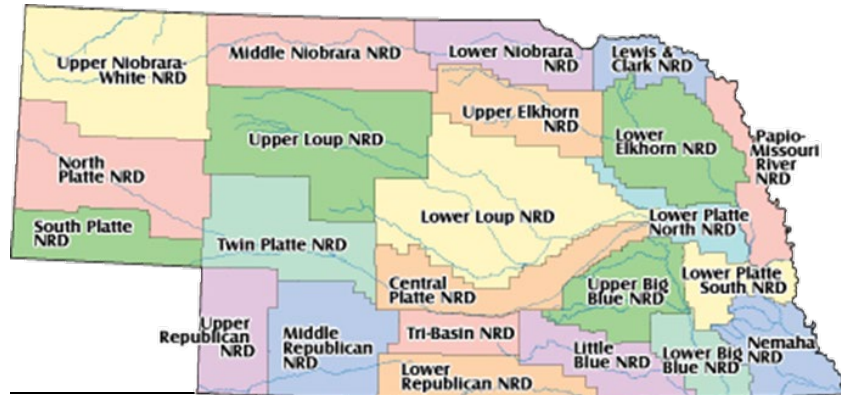 Upper Niobrara-
White NRD
Middle Niobrara NRD
Lower Niobrara
NRD
Lewis &
Clark NRD
Upper Loup NRD
Upper Elkhorn
NRD
Lower
Elkhorn NRD
Papio-
Missouri
River
NRD
North
Platte NRD
South Platte
NRD
Twin Platte NRD
Lower Loup NRD
Lower Platte
North NRD
Central
Platte NRD
Upper Big
Blue NRD
Lower Platte
South NRD
Upper
Republican
NRD
Middle
Republican
NRD
Tri-Basin NRD
Lower
Republican NRD
Little
Blue NRD
Lower Big
Blue NRD
Nemaha
NRD